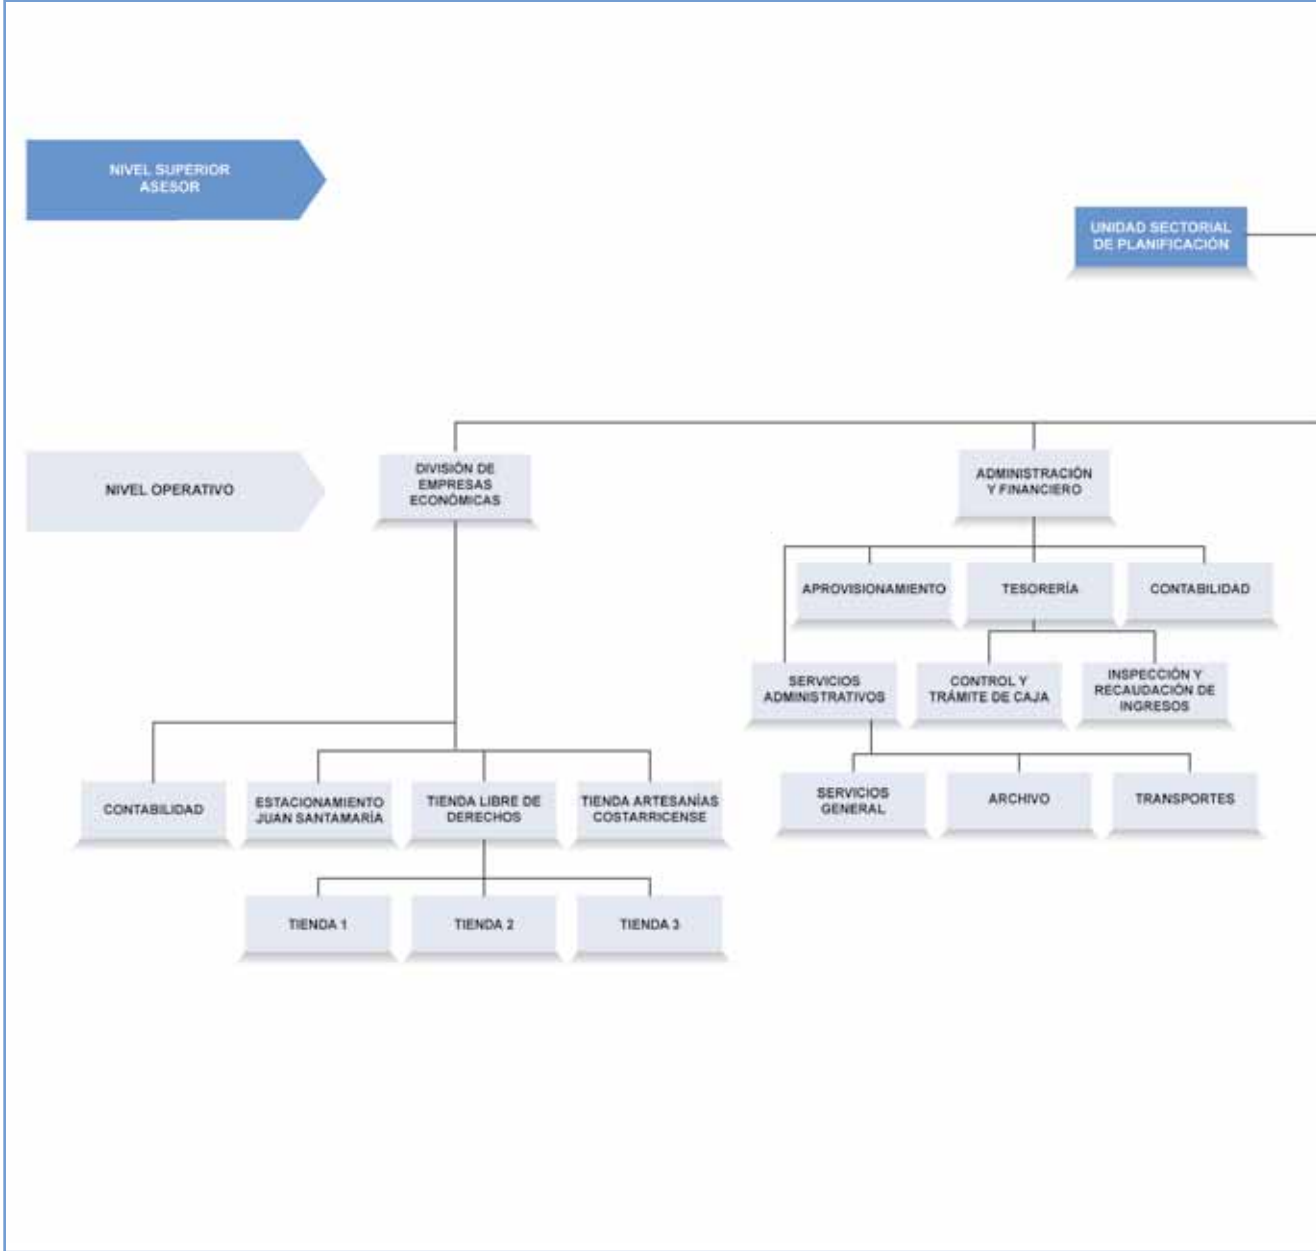 NIVEL SUPERIOR
ASESOR
UNIDAD SECTORIAL
DE PLANIFICACIÓN
NIVEL OPERATIVO
DIVISIÓN DE
EMPRESAS
ECONÓMICAS
ADMINISTRACIÓN
Y FINANCIERO
APROVISIONAMIENTO
TESORERÍA
CONTABILIDAD
SERVICIOS
ADMINISTRATIVOS
CONTROL Y
TRÁMITE DE CAJA
INSPECCIÓN Y
RECAUDACIÓN DE
INGRESOS
CONTABILIDAD
ESTACIONAMIENTO
JUAN SANTAMARÍA
TIENDA LIBRE DE
DERECHOS
TIENDA ARTESANÍAS
COSTARRICENSE
SERVICIOS
GENERAL
ARCHIVO
TRANSPORTES
TIENDA 1
TIENDA 2
TIENDA 3